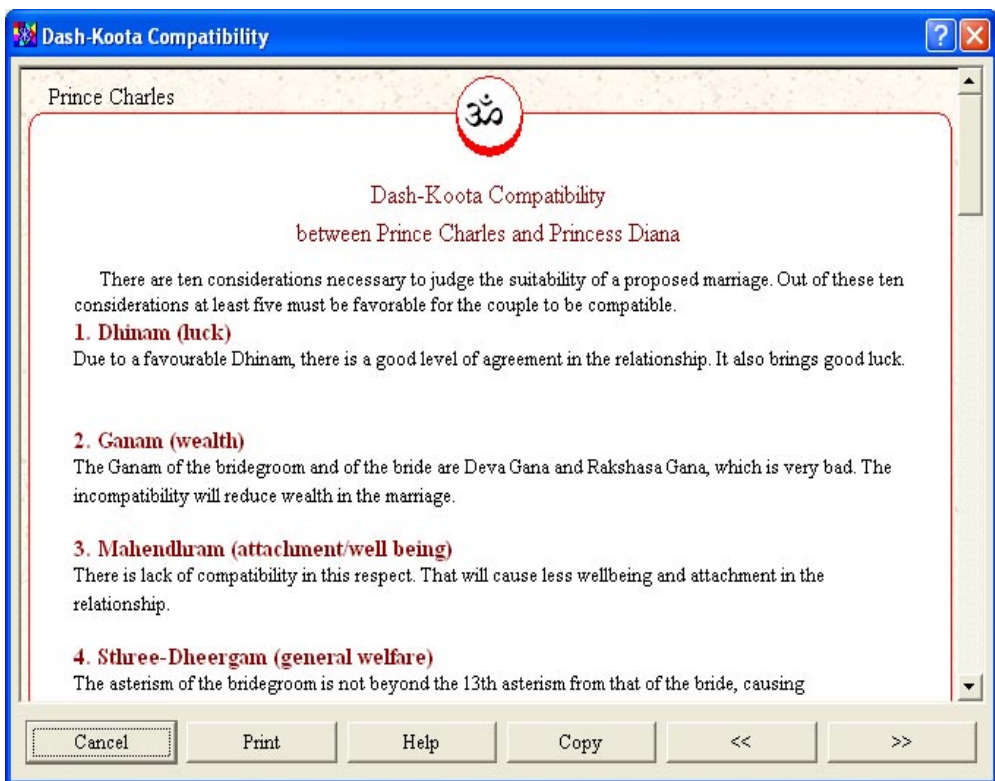 Dash-Koota Compatibility
Prince Charles
ॐ
Dash-Koota Compatibility
between Prince Charles and Princess Diana
There are ten considerations necessary to judge the suitability of a proposed marriage. Out of these ten
considerations at least five must be favorable for the couple to be compatible.
1. Dhinam (luck)
Due to a favourable Dhinam, there is a good level of agreement in the relationship. It also brings good luck.
2. Ganam (wealth)
The Ganam of the bridegroom and of the bride are Deva Gana and Rakshasa Gana, which is very bad. The
incompatibility will reduce wealth in the marriage.
3. Mahendhram (attachment/well being)
There is lack of compatibility in this respect. That will cause less wellbeing and attachment in the
relationship.
4. Sthree-Dheergam (general welfare)
The asterism of the bridegroom is not beyond the 13th asterism from that of the bride, causing
Cancel Print Help Copy << >>